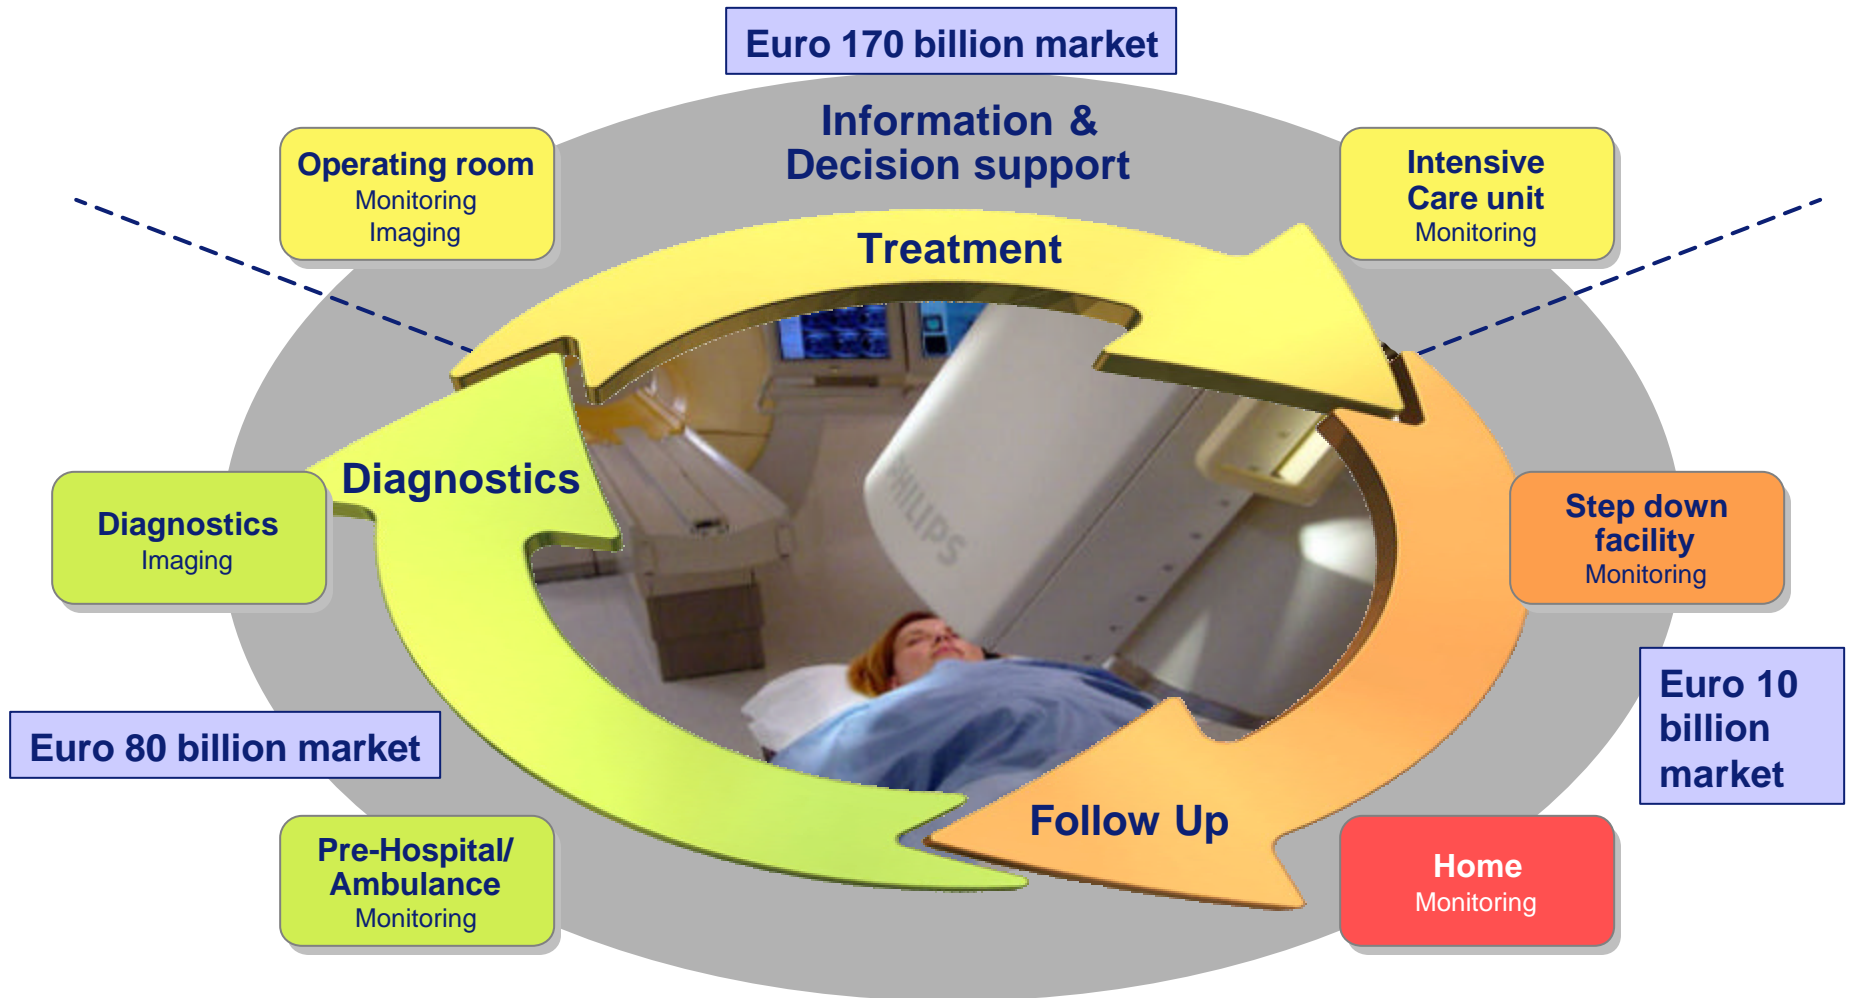 Euro 170 billion market
Information &
Decision support
Operating room
Monitoring
Imaging
Intensive
Care unit
Monitoring
Treatment
Diagnostics
Diagnostics
Imaging
PHILIPS
Step down
facility
Monitoring
Euro 10
billion
market
Euro 80 billion market
Follow Up
Pre-Hospital/
Ambulance
Monitoring
Home
Monitoring